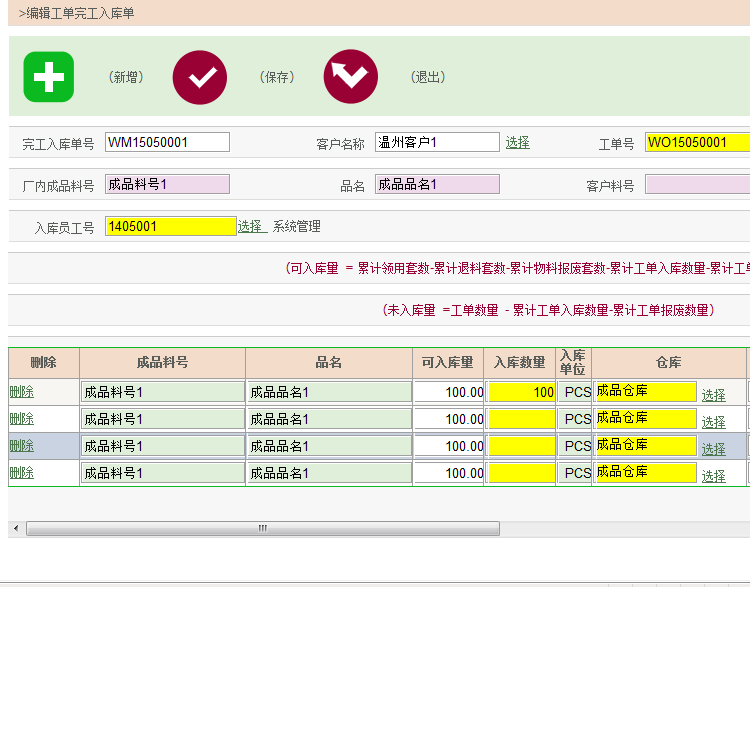 >编辑工单完工入库单
（新增） （保存） （退出）
完工入库单号 WM15050001 客户名称 温州客户1 选择 工单号 WO15050001
厂内成品料号 成品料号1 品名 成品品名1 客户料号
入库员工号 1405001 选择 系统管理
（可入库量 = 累计领用套数-累计退料套数-累计物料报废套数-累计工单入库数量-累计工单
（未入库量 =工单数量 - 累计工单入库数量-累计工单报废数量）
删除 成品料号 品名 可入库量 入库数量 入库单位 仓库
删除 成品料号1 成品品名1 100.00 100 PCS 成品仓库 选择
删除 成品料号1 成品品名1 100.00 PCS 成品仓库 选择
删除 成品料号1 成品品名1 100.00 PCS 成品仓库 选择
删除 成品料号1 成品品名1 100.00 PCS 成品仓库 选择